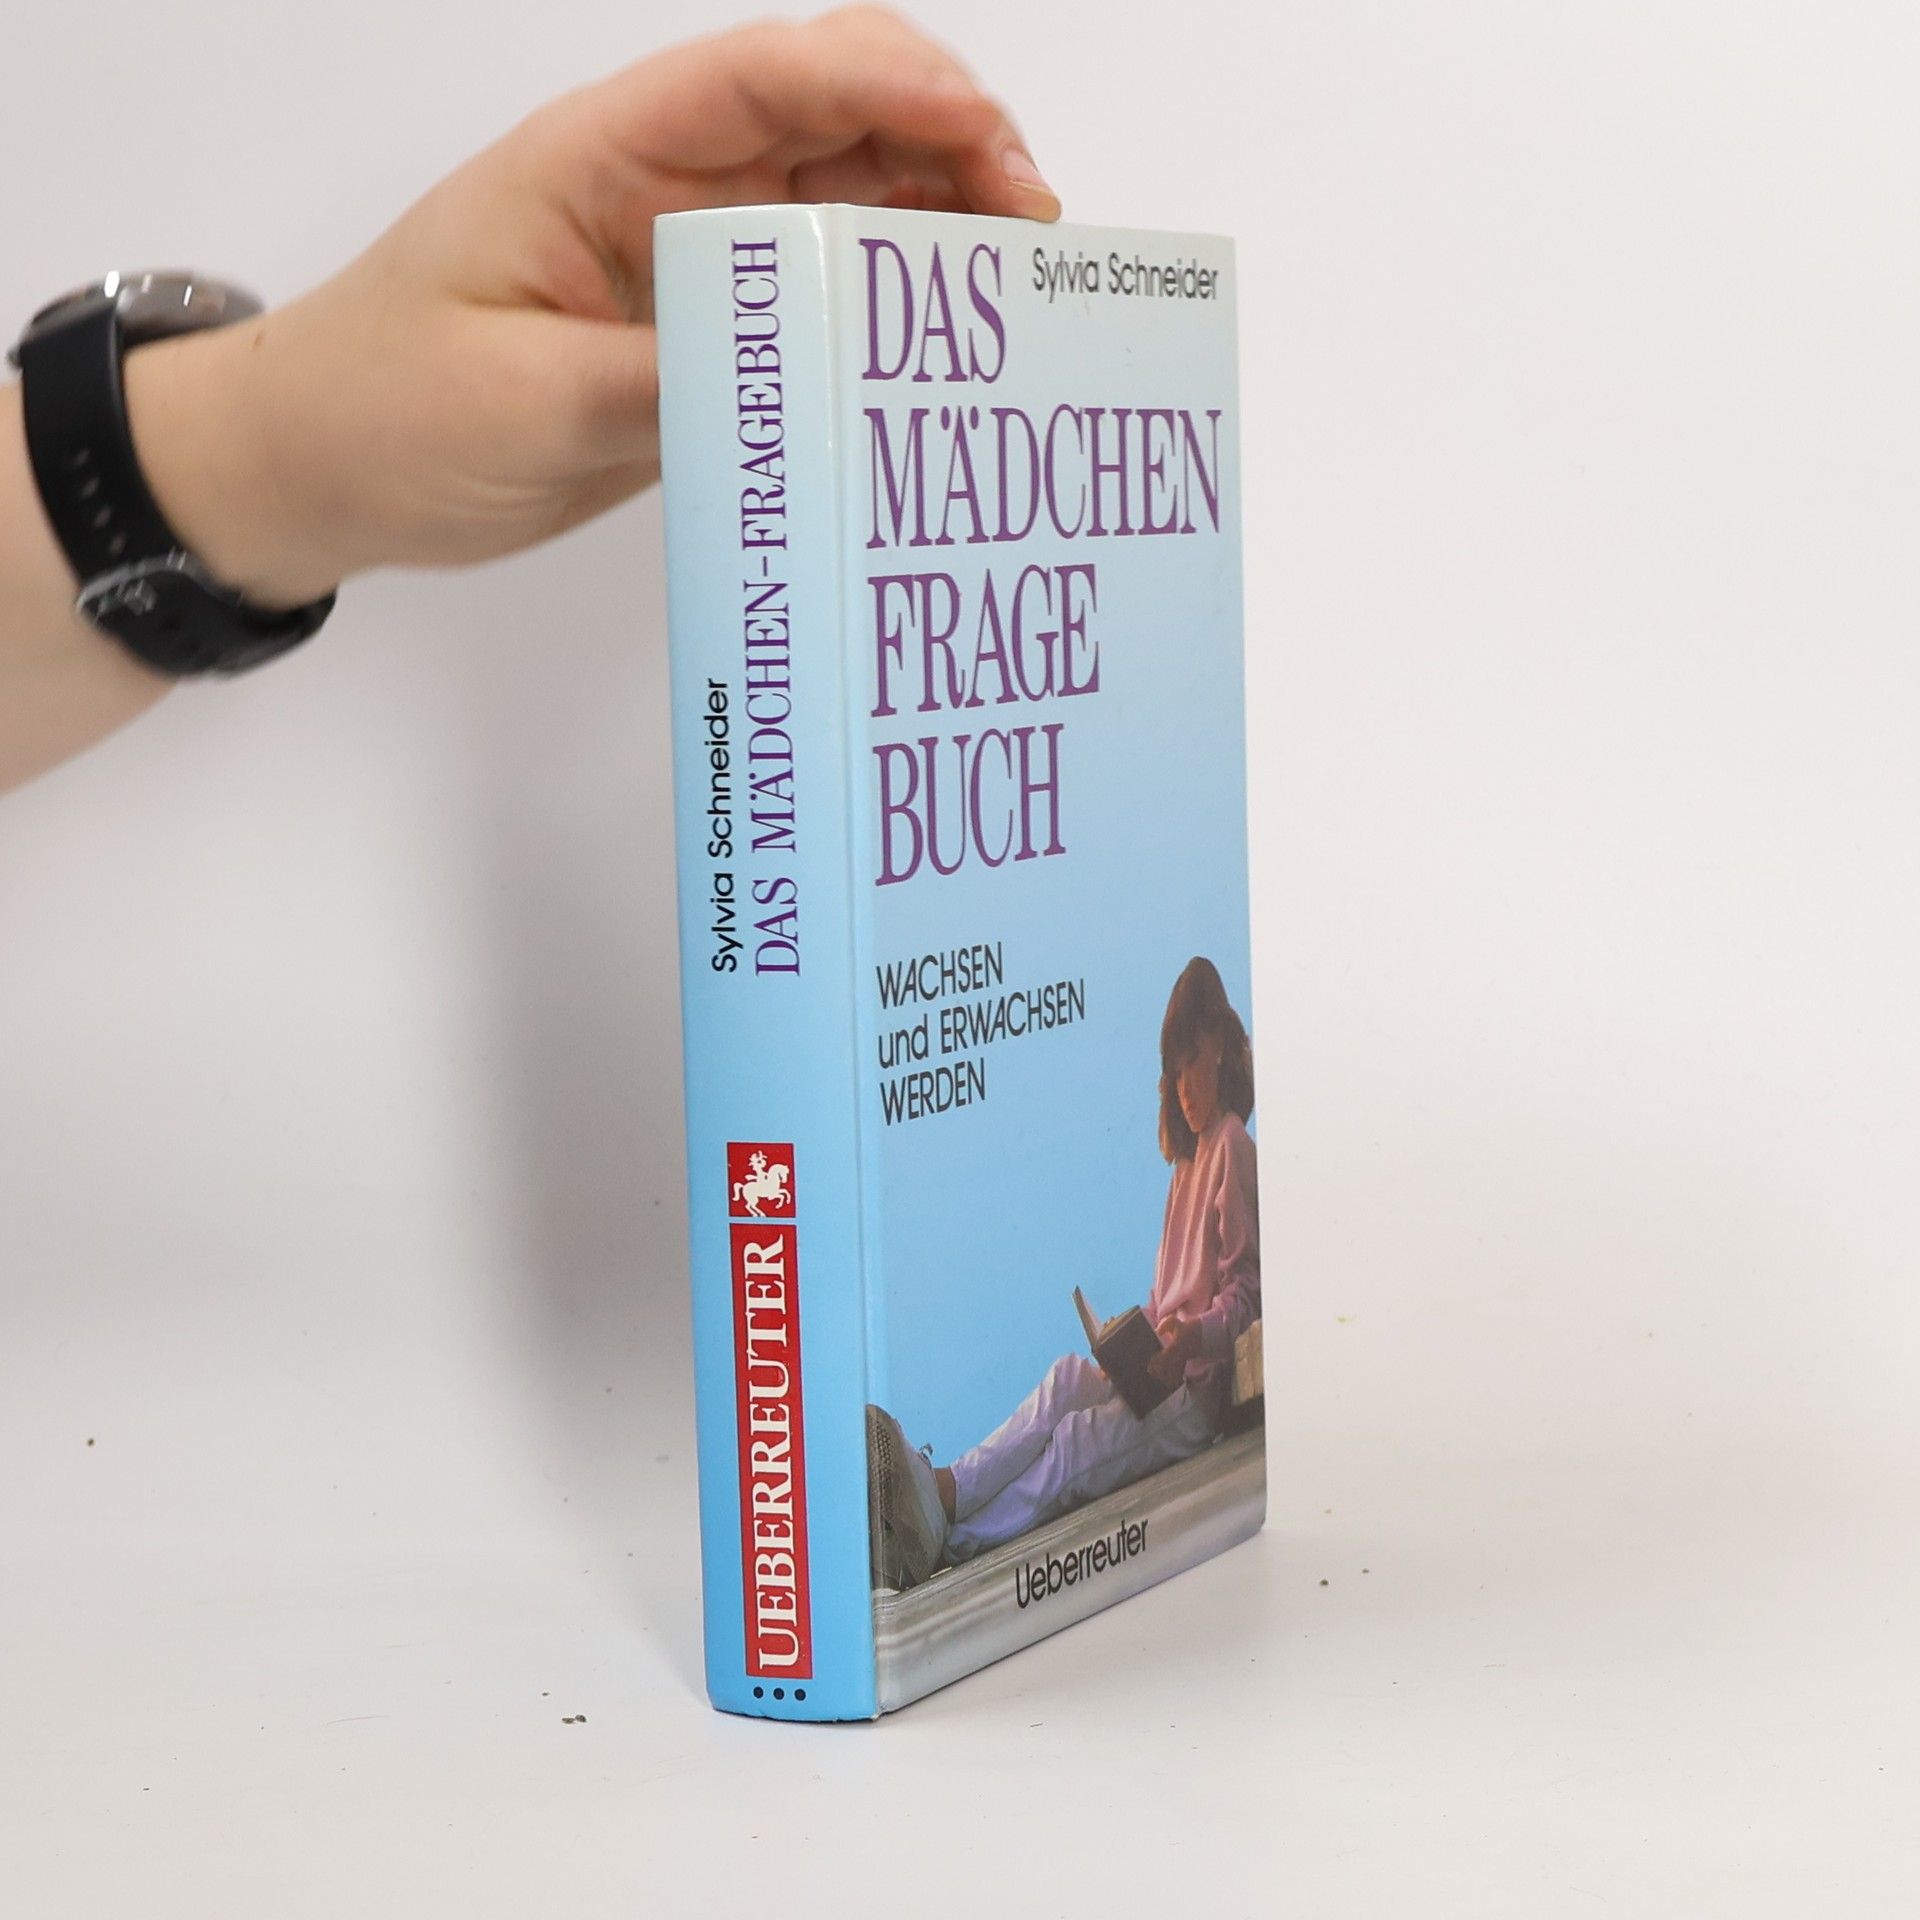 Sylvia Schneider
DAS MÄDCHEN-FRAGEBUCH
UEBERREUTER
Sylvia Schneider
DAS
MÄDCHEN
FRAGE
BUCH
WACHSEN
und ERWACHSEN
WERDEN
Ueberreuter